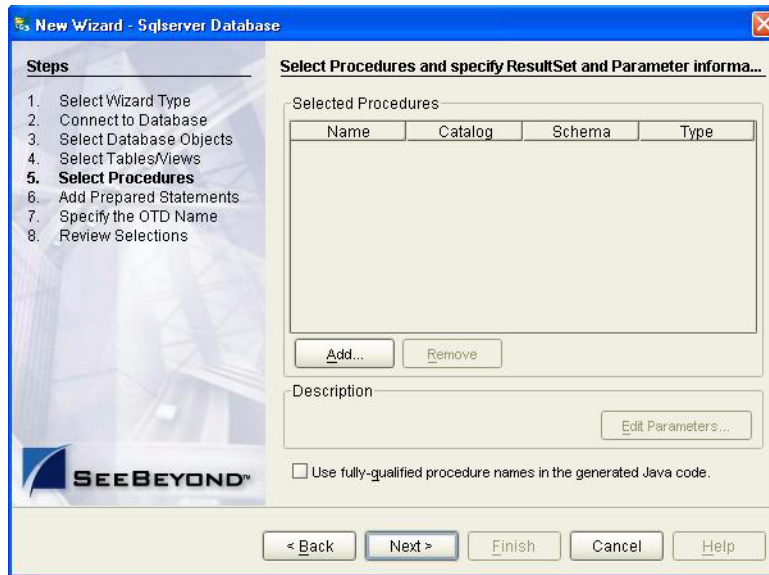 New Wizard - Sqlserver Database
Steps
1. Select Wizard Type
2. Connect to Database
3. Select Database Objects
4. Select Tables/Views
5. Select Procedures
6. Add Prepared Statements
7. Specify the OTD Name
8. Review Selections
SEEBEYOND™
Select Procedures and specify ResultSet and Parameter informa...
Selected Procedures
Name Catalog Schema Type
Add... Remove
Description
Edit Parameters...
Use fully-qualified procedure names in the generated Java code.
< Back Next > Finish Cancel Help